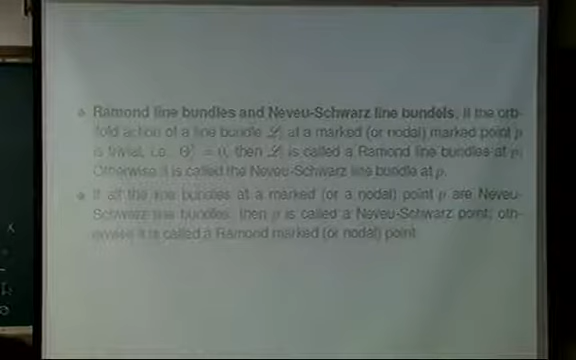 Ramond line bundles and Neveu-Schwarz line bundels, If the orb-
ifold action of a line bundle ℒ at a marked (or nodal) marked point p
is trivial, i.e., = 0, then ℒ is called a Ramond line bundles at p;
Otherwise it is called the Neveu-Schwarz line bundle at p.
If all the line bundles at a marked (or a nodal) point p are Neveu-
Schwarz line bundles, then p is called a Neveu-Schwarz point; oth-
erwise it is called a Ramond marked (or nodal) point.